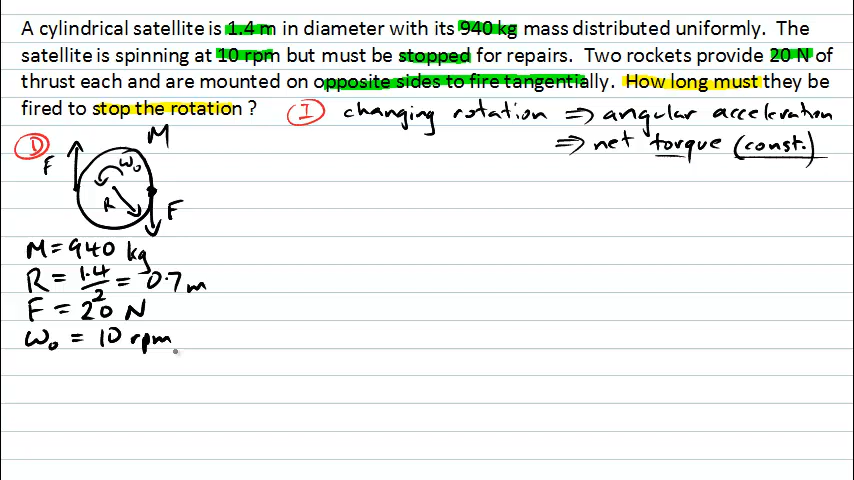 A cylindrical satellite is 1.4 m in diameter with its 940 kg mass distributed uniformly. The
satellite is spinning at 10 rpm but must be stopped for repairs. Two rockets provide 20 N of
thrust each and are mounted on opposite sides to fire tangentially. How long must they be
fired to stop the rotation ?
I changing rotation ⇒ angular acceleration
⇒ net torque (const.)
D
M
F
ω₀
R
F
M = 940 kg
R = 1.4/2 = 0.7 m
F = 20 N
ω₀ = 10 rpm